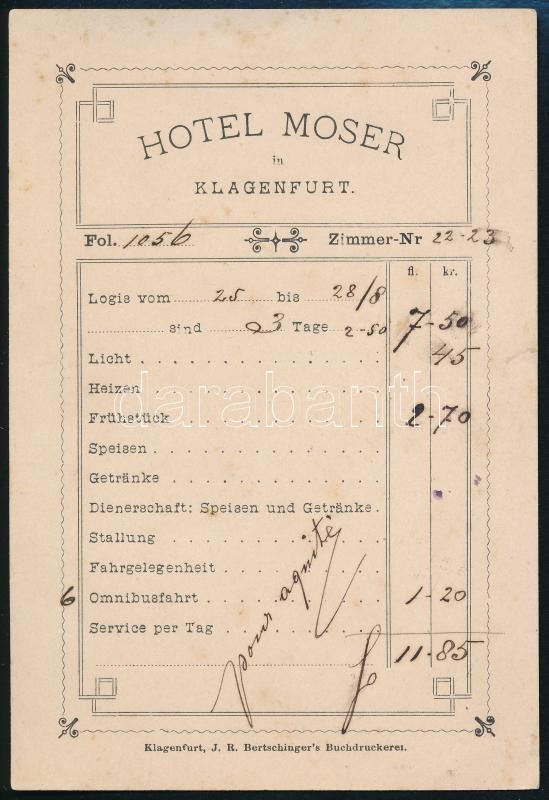 HOTEL MOSER
in
KLAGENFURT.
Fol. 1056 Zimmer-Nr 22-23
fl. kr.
Logis vom 25 bis 28/8
sind 3 Tage 2-50 7-50
Licht 45
Heizen
Frühstück 2-70
Speisen
Getränke
Dienerschaft: Speisen und Getränke.
Stallung
Fahrgelegenheit
6 Omnibusfahrt 1-20
Service per Tag
11-85
pour aquité
Klagenfurt, J. R. Bertschinger's Buchdruckerei.
darabanth